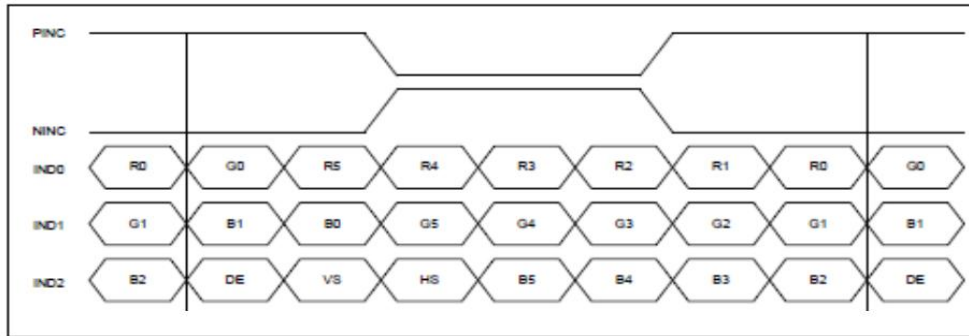 PINC
NINC
IND0 R0 G0 R5 R4 R3 R2 R1 R0 G0
IND1 G1 B1 B0 G5 G4 G3 G2 G1 B1
IND2 B2 DE VS HS B5 B4 B3 B2 DE